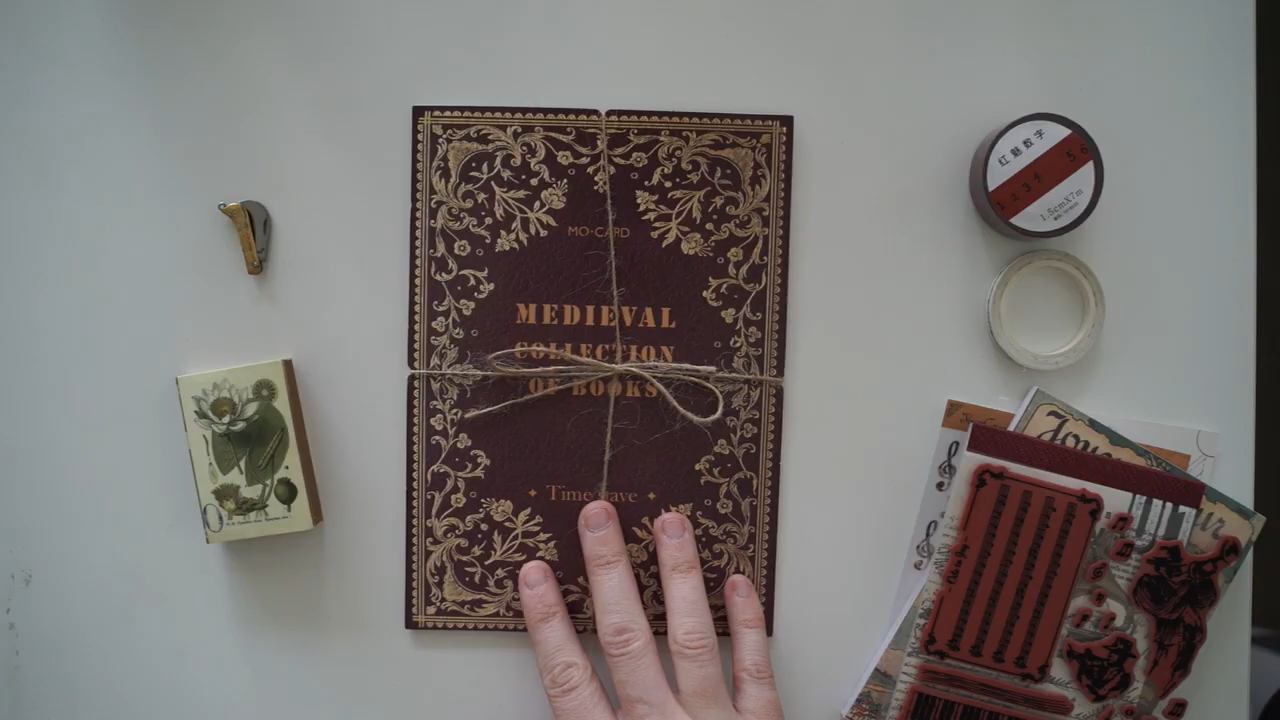 MO·CARD
MEDIEVAL
COLLECTION
OF BOOKS
✦ Time ✦
红魅数字
1 2 3 4 5 6
1.5cmX7m
Jour